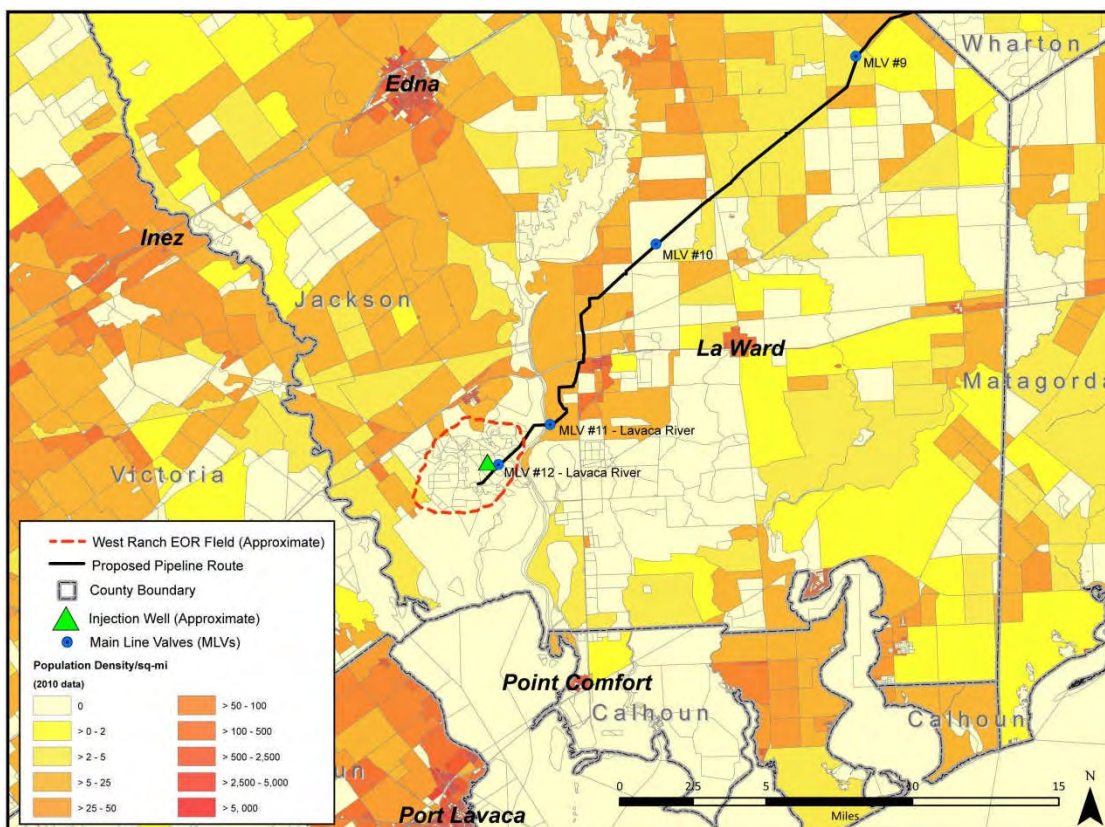 Wharton
MLV #9
Edna
Inez
MLV #10
Jackson
La Ward
Matagorda
MLV #11 - Lavaca River
MLV #12 - Lavaca River
Victoria
West Ranch EOR FIeld (Approximate)
Proposed Pipeline Route
County Boundary
Injection Well (Approximate)
Main Line Valves (MLVs)
Population Density/sq-mi
(2010 data)
0
> 0 - 2
> 2 - 5
> 5 - 25
> 25 - 50
> 50 - 100
> 100 - 500
> 500 - 2,500
> 2,500 - 5,000
> 5, 000
Point Comfort
Calhoun
Calhoun
un
Port Lavaca
0 2.5 5 10 15
Miles
N